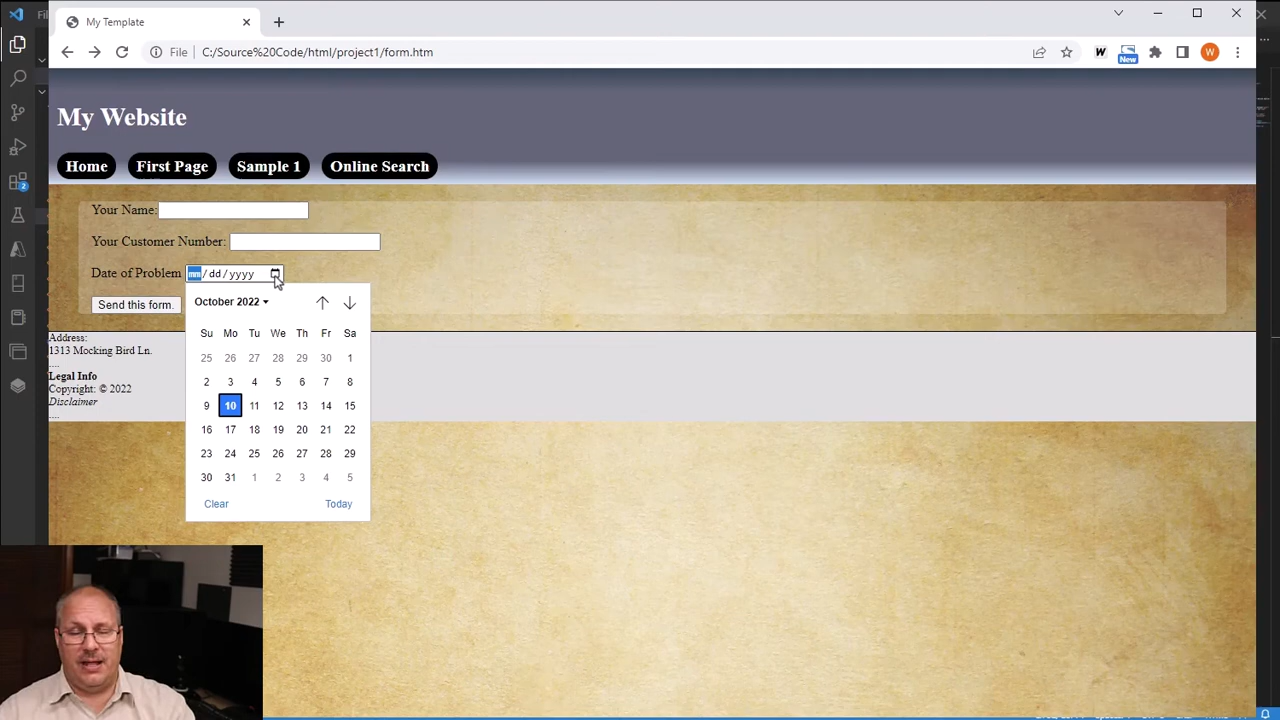 My Template
File C:/Source%20Code/html/project1/form.htm
W
New
W
My Website
Home First Page Sample 1 Online Search
Your Name:
Your Customer Number:
Date of Problem mm/dd/yyyy
Send this form.
October 2022
Su Mo Tu We Th Fr Sa
25 26 27 28 29 30 1
2 3 4 5 6 7 8
9 10 11 12 13 14 15
16 17 18 19 20 21 22
23 24 25 26 27 28 29
30 31 1 2 3 4 5
Clear Today
Address:
1313 Mocking Bird Ln.
....
Legal Info
Copyright: © 2022
Disclaimer
....
2